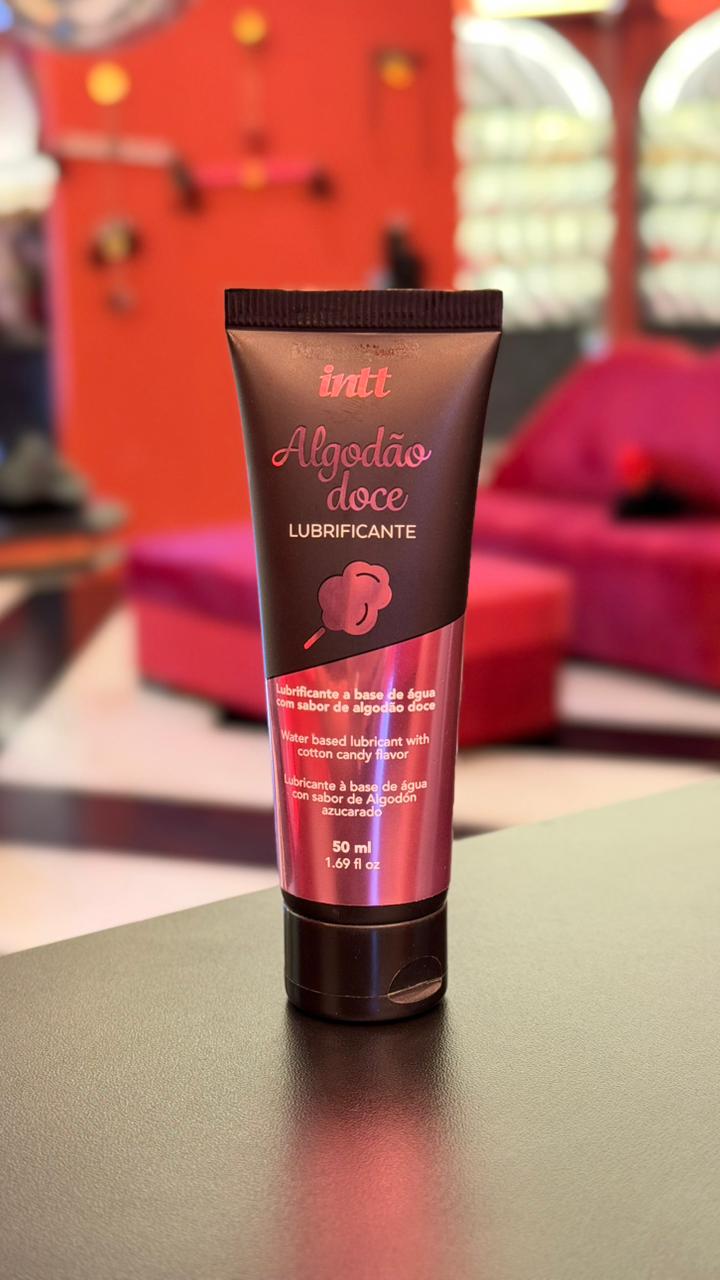 intt
Algodão
doce
LUBRIFICANTE
Lubrificante a base de água
com sabor de algodão doce
Water based lubricant with
cotton candy flavor
Lubricante à base de água
con sabor de Algodón
azucarado
50 ml
1.69 fl oz